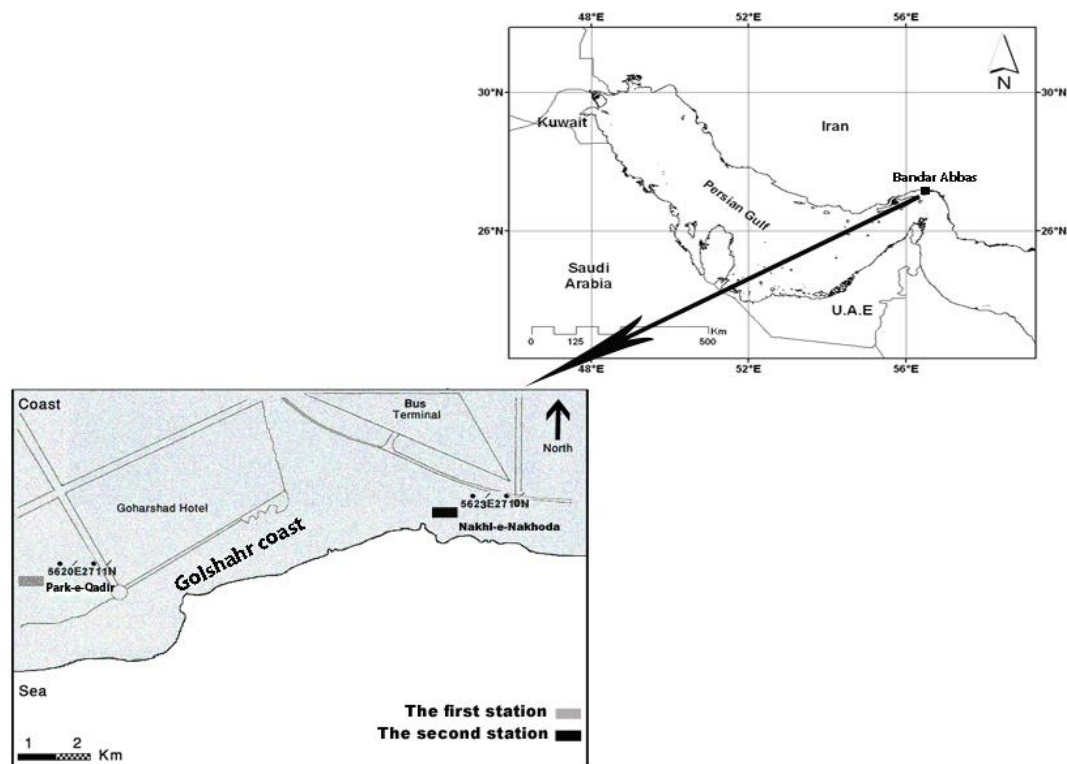 48°E 52°E 56°E
N
30°N 30°N
Kuwait
Iran
Bandar Abbas
Persian Gulf
26°N 26°N
Saudi
Arabia
U.A.E
Km
0 125 500
48°E 52°E 56°E
Coast
Bus
Terminal
North
Goharshad Hotel
5623E2710N
Nakhl-e-Nakhoda
Golshahr coast
5620E2711N
Park-e-Qadir
Sea
The first station
The second station
1 2 Km